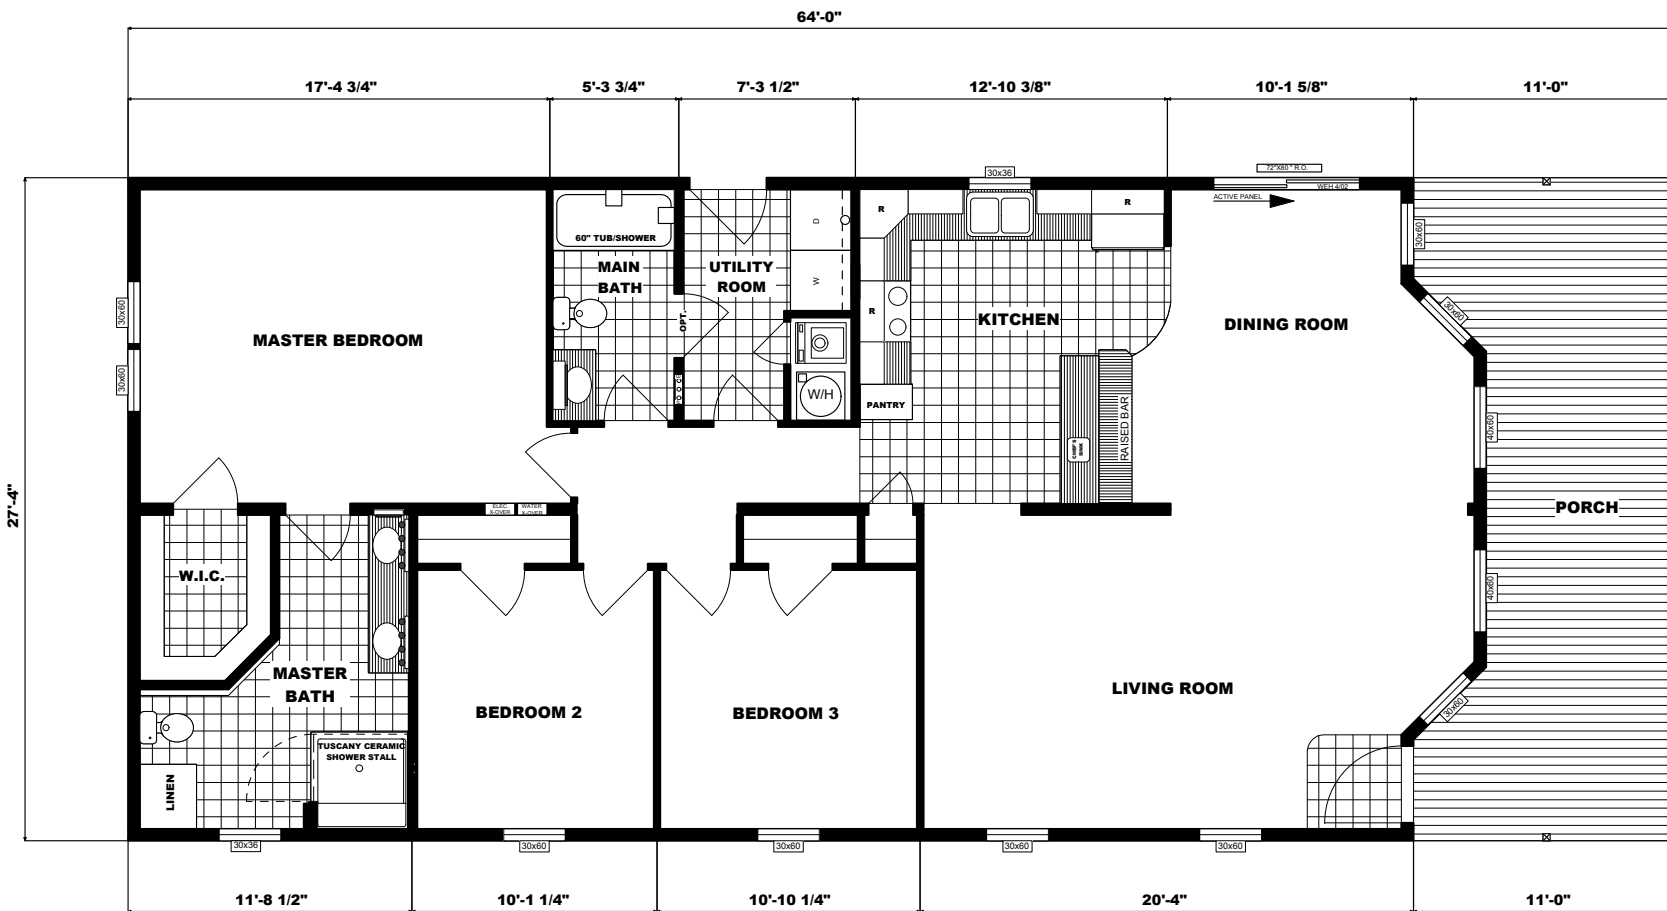 64'-0"
17'-4 3/4"
5'-3 3/4"
7'-3 1/2"
12'-10 3/8"
10'-1 5/8"
11'-0"
72"X80" R.O.
WEH 4/02
ACTIVE PANEL
30x36
R
R
D
60" TUB/SHOWER
30x60
MAIN
BATH
UTILITY
ROOM
W
30x60
30x60
OPT.
R
KITCHEN
DINING ROOM
MASTER BEDROOM
30x60
W/H
PANTRY
RAISED BAR
CHEF'S
SINK
40x60
27'-4"
ELEC.
X-OVER
WATER
X-OVER
PORCH
W.I.C.
40x60
MASTER
BATH
LIVING ROOM
BEDROOM 2
BEDROOM 3
30x60
TUSCANY CERAMIC
SHOWER STALL
LINEN
30x36
30x60
30x60
30x60
30x60
11'-8 1/2"
10'-1 1/4"
10'-10 1/4"
20'-4"
11'-0"